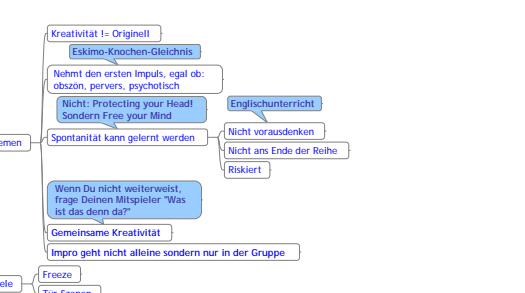 Kreativität != Originell
Eskimo-Knochen-Gleichnis
Nehmt den ersten Impuls, egal ob:
obszön, pervers, psychotisch
Nicht: Protecting your Head!
Sondern Free your Mind
Englischunterricht
emen
Spontanität kann gelernt werden
Nicht vorausdenken
Nicht ans Ende der Reihe
Riskiert
Wenn Du nicht weiterweist,
frage Deinen Mitspieler "Was
ist das denn da?"
Gemeinsame Kreativität
Impro geht nicht alleine sondern nur in der Gruppe
ele
Freeze
Tür-Szenen